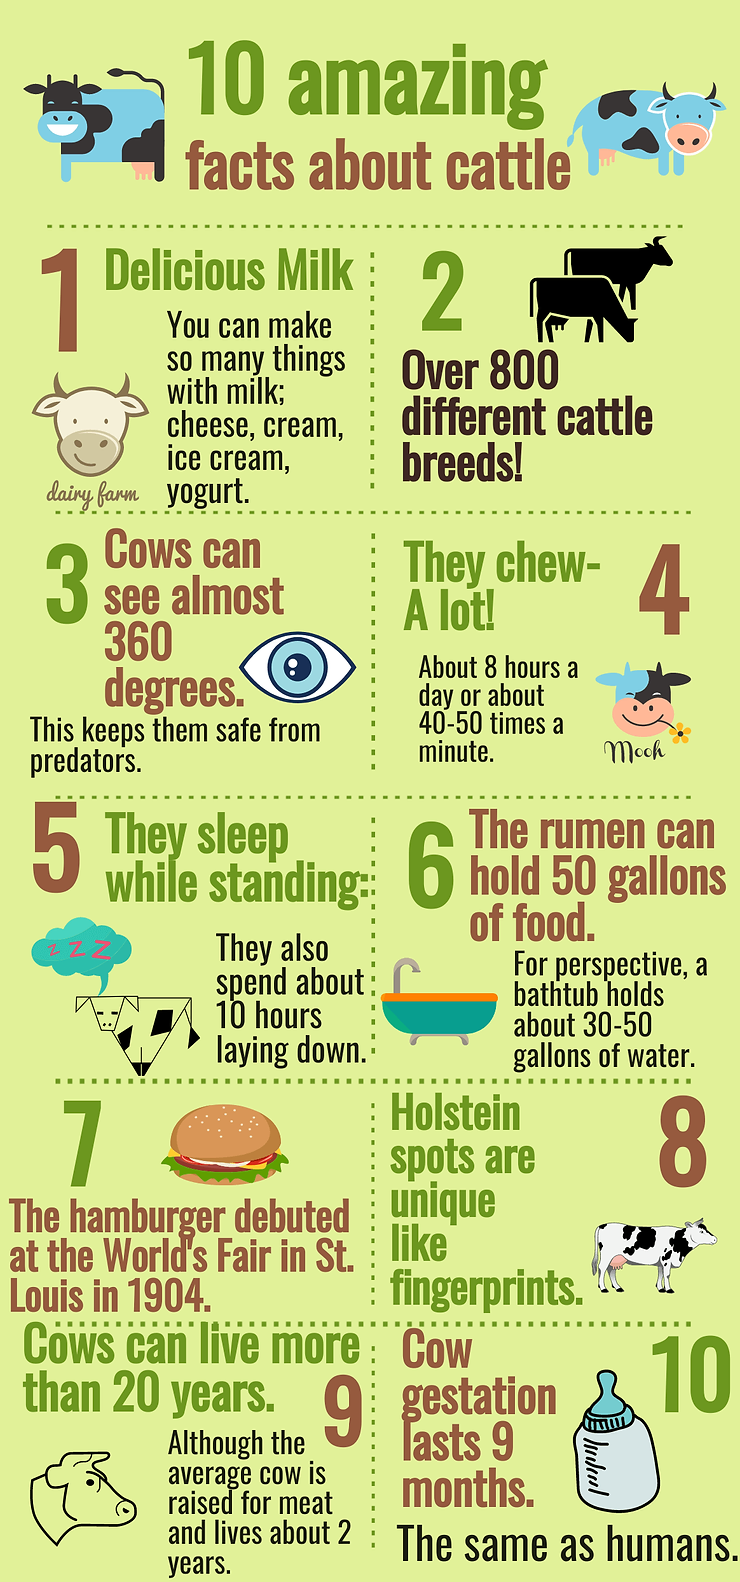 10 amazing
facts about cattle
1
Delicious Milk
You can make
so many things
with milk;
cheese, cream,
ice cream,
yogurt.
dairy farm
2
Over 800
different cattle
breeds!
3
Cows can
see almost
360
degrees.
This keeps them safe from
predators.
They chew-
A lot!
4
About 8 hours a
day or about
40-50 times a
minute.
Mooh
5
They sleep
while standing:
z z z
They also
spend about
10 hours
laying down.
6
The rumen can
hold 50 gallons
of food.
For perspective, a
bathtub holds
about 30-50
gallons of water.
7
The hamburger debuted
at the World's Fair in St.
Louis in 1904.
Holstein
spots are
unique
like
fingerprints.
8
Cows can live more
than 20 years.
9
Although the
average cow is
raised for meat
and lives about 2
years.
Cow
gestation
lasts 9
months.
10
The same as humans.